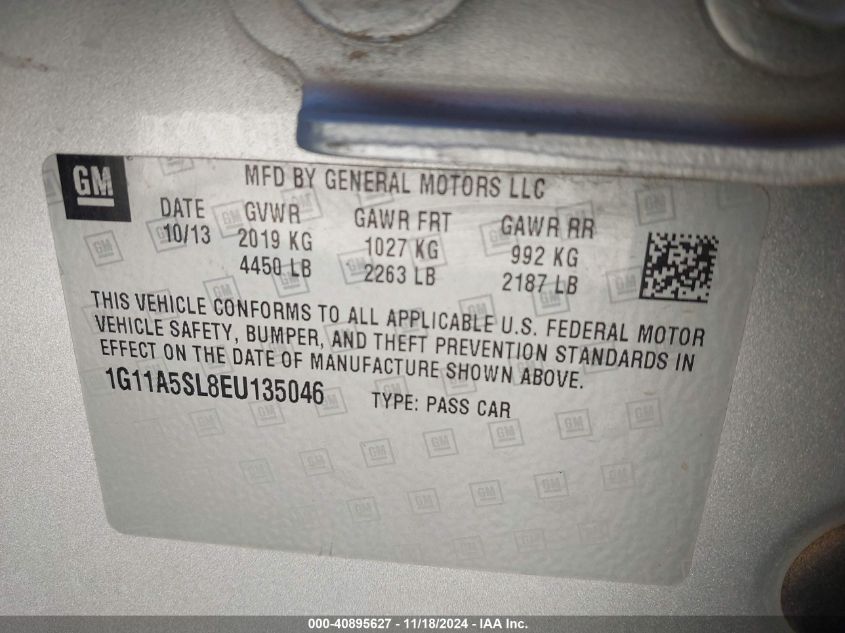 GM
MFD BY GENERAL MOTORS LLC
DATE GVWR GAWR FRT GAWR RR
10/13 2019 KG 1027 KG 992 KG
4450 LB 2263 LB 2187 LB
THIS VEHICLE CONFORMS TO ALL APPLICABLE U.S. FEDERAL MOTOR
VEHICLE SAFETY, BUMPER, AND THEFT PREVENTION STANDARDS IN
EFFECT ON THE DATE OF MANUFACTURE SHOWN ABOVE.
1G11A5SL8EU135046 TYPE: PASS CAR
000-40895627 - 11/18/2024 - IAA Inc.